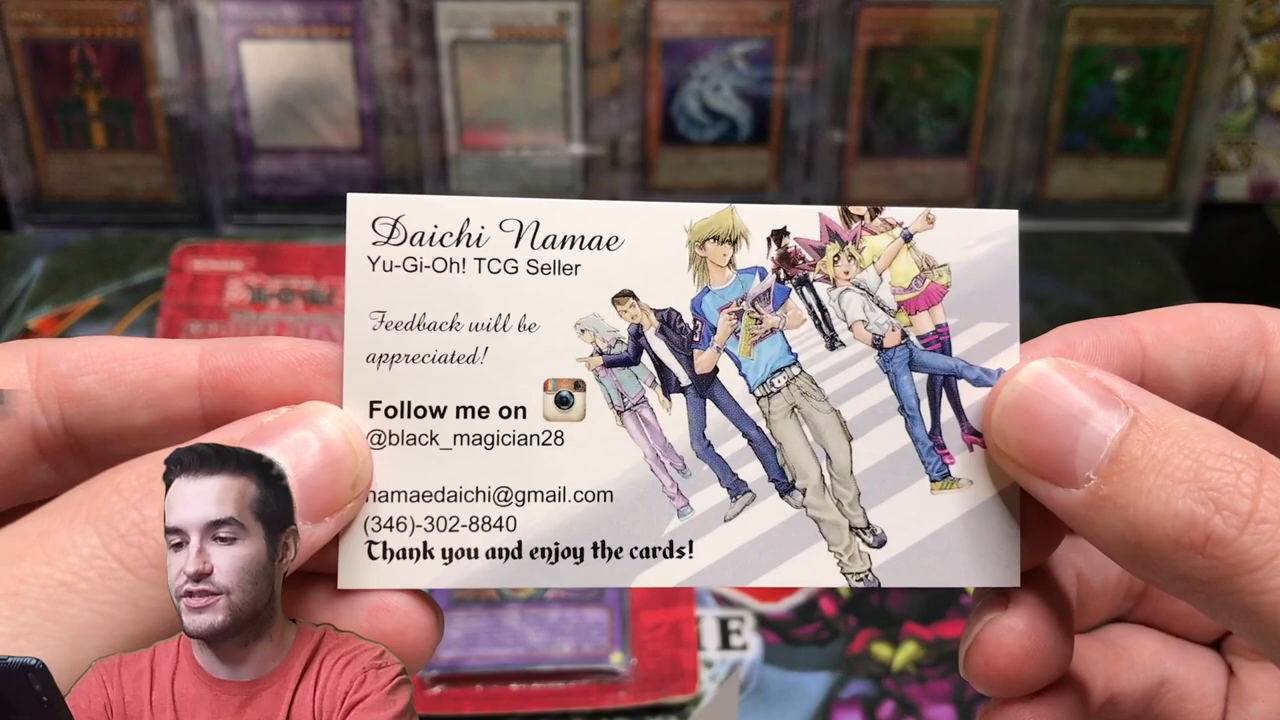 Daichi Namae
Yu-Gi-Oh! TCG Seller
Feedback will be
appreciated!
Follow me on
@black_magician28
namaedaichi@gmail.com
(346)-302-8840
Thank you and enjoy the cards!